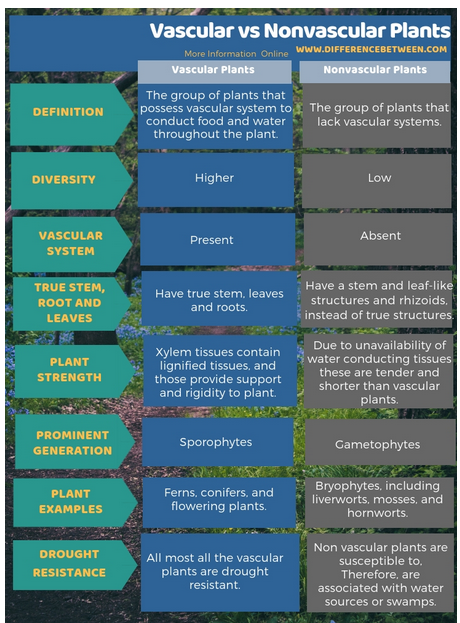 Vascular vs Nonvascular Plants
More Information Online WWW.DIFFERENCEBETWEEN.COM
Vascular Plants
Nonvascular Plants
DEFINITION
The group of plants that
possess vascular system to
conduct food and water
throughout the plant.
The group of plants that
lack vascular systems.
DIVERSITY
Higher
Low
VASCULAR
SYSTEM
Present
Absent
TRUE STEM,
ROOT AND
LEAVES
Have true stem, leaves
and roots.
Have a stem and leaf-like
structures and rhizoids,
instead of true structures.
PLANT
STRENGTH
Xylem tissues contain
lignified tissues, and
those provide support
and rigidity to plant.
Due to unavailability of
water conducting tissues
these are tender and
shorter than vascular
plants.
PROMINENT
GENERATION
Sporophytes
Gametophytes
PLANT
EXAMPLES
Ferns, conifers, and
flowering plants.
Bryophytes, including
liverworts, mosses, and
hornworts.
DROUGHT
RESISTANCE
All most all the vascular
plants are drought
resistant.
Non vascular plants are
susceptible to,
Therefore, are
associated with water
sources or swamps.